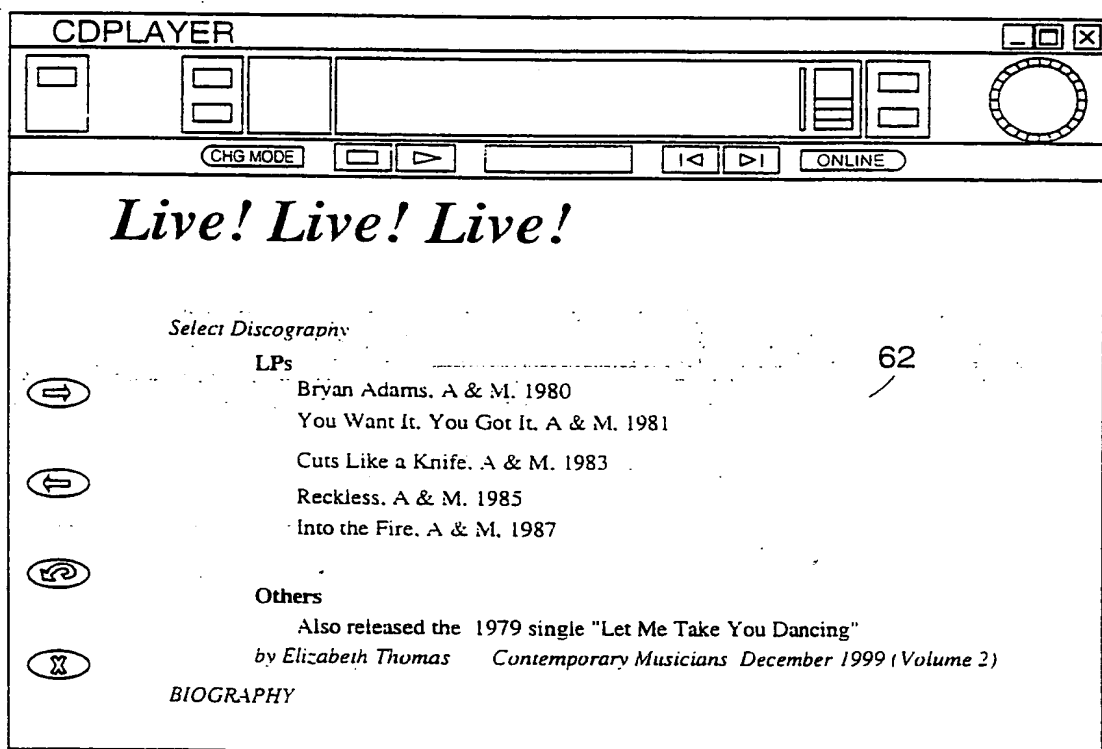 CDPLAYER
CHG MODE
ONLINE
Live! Live! Live!
Select Discography
LPs
62
Bryan Adams. A & M. 1980
You Want It. You Got It. A & M. 1981
Cuts Like a Knife. A & M. 1983
Reckless. A & M. 1985
Into the Fire. A & M. 1987
Others
Also released the 1979 single "Let Me Take You Dancing"
by Elizabeth Thomas Contemporary Musicians December 1999 (Volume 2)
X
BIOGRAPHY